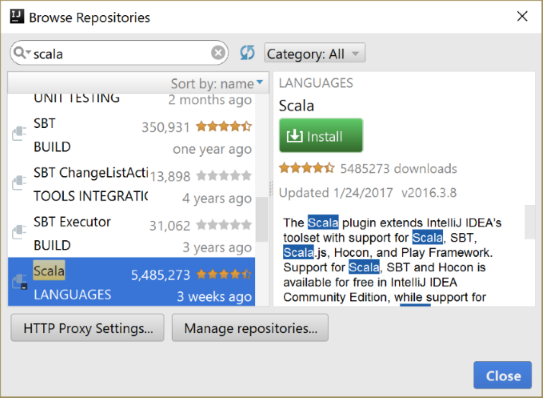 Browse Repositories
scala
Category: All
Sort by: name
UNIT TESTING 2 months ago
SBT 350,931
BUILD one year ago
SBT ChangeListActi 13,898
TOOLS INTEGRATIC 4 years ago
SBT Executor 31,062
BUILD 3 years ago
Scala 5,485,273
LANGUAGES 3 weeks ago
LANGUAGES
Scala
Install
5485273 downloads
Updated 1/24/2017 v2016.3.8
The Scala plugin extends IntelliJ IDEA's
toolset with support for Scala, SBT,
Scala.js, Hocon, and Play Framework.
Support for Scala, SBT and Hocon is
available for free in IntelliJ IDEA
Community Edition, while support for
HTTP Proxy Settings...
Manage repositories...
Close